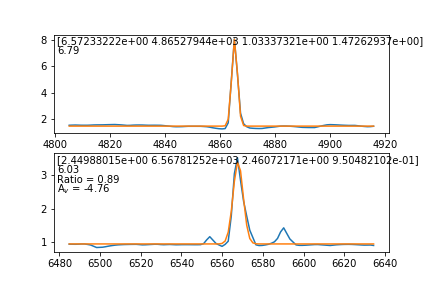 [6.57233222e+00 4.86527944e+03 1.03337321e+00 1.47262937e+00]
6.79
8
6
4
2
4800 4820 4840 4860 4880 4900 4920
[2.44988015e+00 6.56781252e+03 2.46072171e+00 9.50482102e-01]
6.03
Ratio = 0.89
Av = -4.76
3
2
1
6480 6500 6520 6540 6560 6580 6600 6620 6640